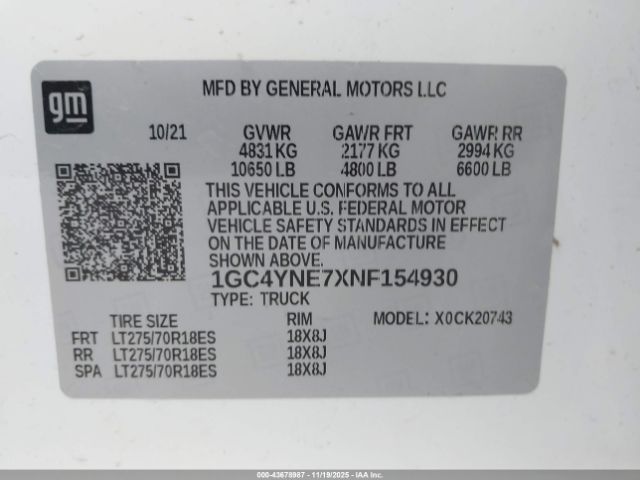 gm
MFD BY GENERAL MOTORS LLC
10/21 GVWR GAWR FRT GAWR RR
4831 KG 2177 KG 2994 KG
10650 LB 4800 LB 6600 LB
THIS VEHICLE CONFORMS TO ALL
APPLICABLE U.S. FEDERAL MOTOR
VEHICLE SAFETY STANDARDS IN EFFECT
ON THE DATE OF MANUFACTURE
SHOWN ABOVE.
1GC4YNE7XNF154930
TYPE: TRUCK
TIRE SIZE RIM MODEL: X0CK20743
FRT LT275/70R18ES 18X8J
RR LT275/70R18ES 18X8J
SPA LT275/70R18ES 18X8J
000-43678987 - 11/19/2025 - IAAI.com